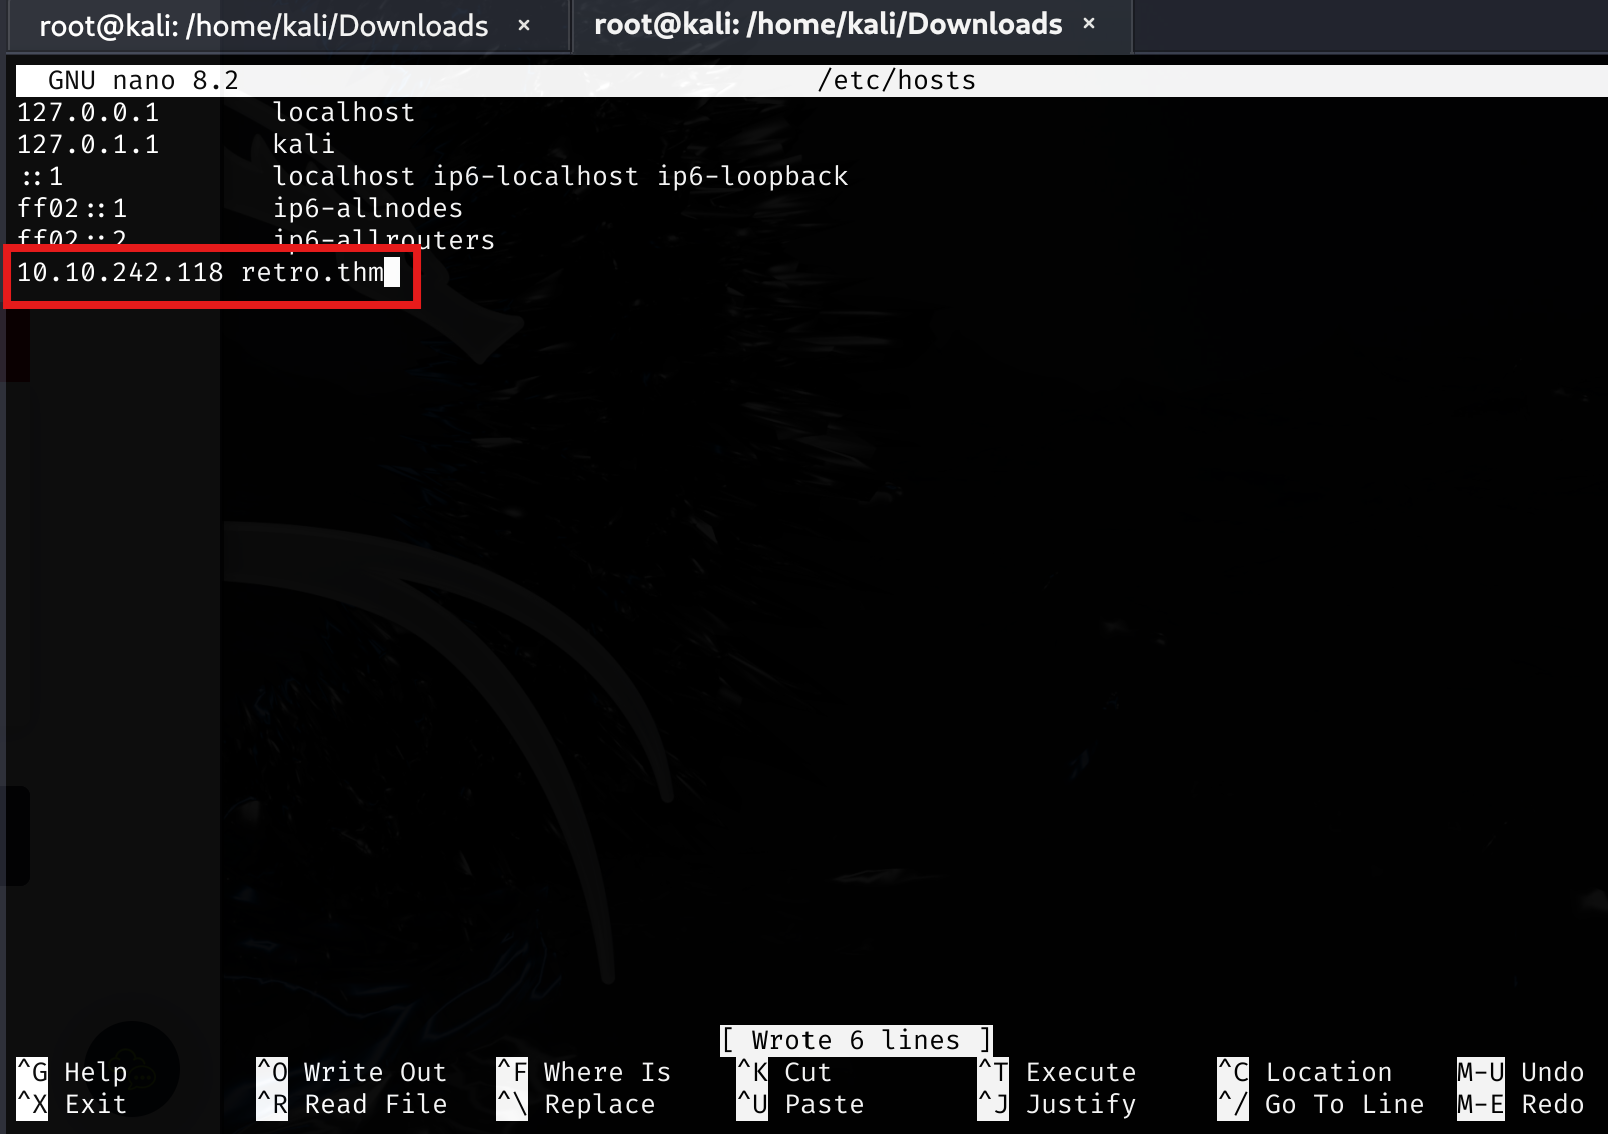 root@kali: /home/kali/Downloads × root@kali: /home/kali/Downloads ×
GNU nano 8.2 /etc/hosts
127.0.0.1 localhost
127.0.1.1 kali
::1 localhost ip6-localhost ip6-loopback
ff02::1 ip6-allnodes
ff02::2 ip6-allrouters
10.10.242.118 retro.thm
[ Wrote 6 lines ]
^G Help ^O Write Out ^F Where Is ^K Cut ^T Execute ^C Location M-U Undo
^X Exit ^R Read File ^\ Replace ^U Paste ^J Justify ^/ Go To Line M-E Redo